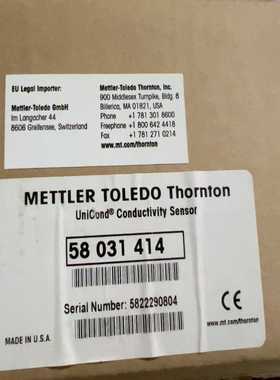 EU Legal Importer:
Mettler-Toledo GmbH
Im Langacher 44
8606 Greifensee, Switzerland
Mettler-Toledo Thornton, Inc.
900 Middlesex Turnpike, Bldg. 8
Billerica, MA 01821, USA
Phone +1 781 301 8600
Freephone +1 800 642 4418
Fax +1 781 271 0214
www.mt.com/thornton
METTLER TOLEDO Thornton
UniCond® Conductivity Sensor
58 031 414
Serial Number: 5822290804
CE
www.mt.com/thornton
MADE IN U.S.A.